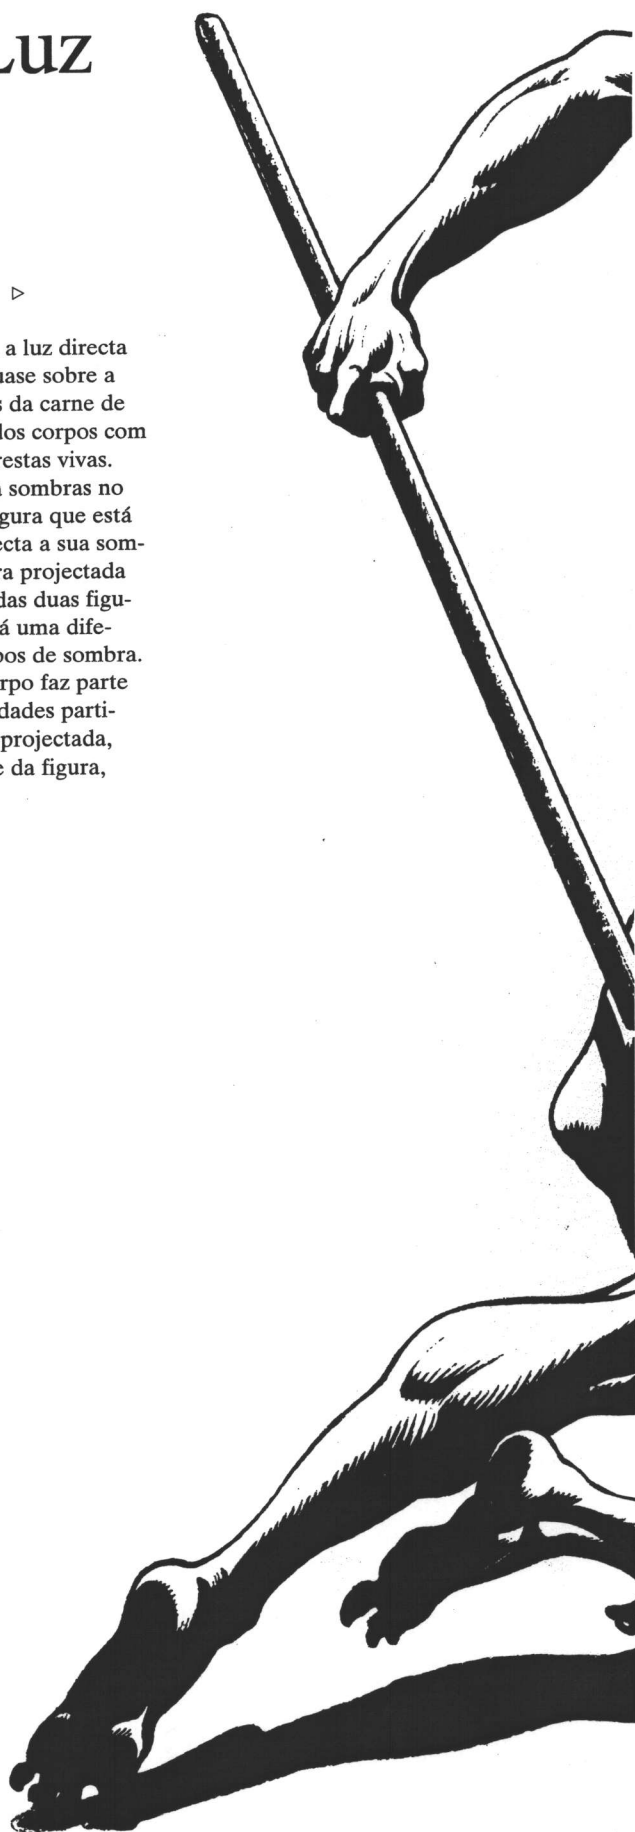 Luz
a luz directa
uase sobre a
s da carne de
dos corpos com
restas vivas.
a sombras no
gura que está
ecta a sua som-
ra projectada
das duas figu-
á uma dife-
pos de sombra.
rpo faz parte
dades parti-
projectada,
e da figura,